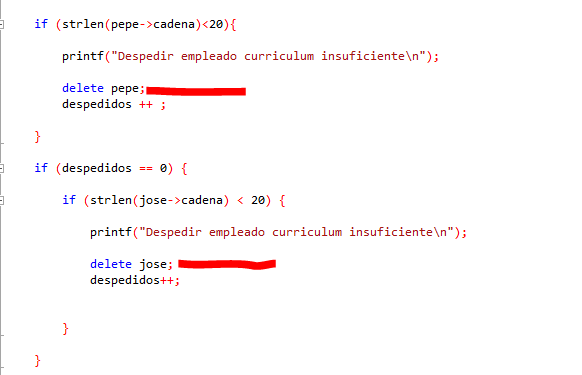 if (strlen(pepe->cadena)<20){
printf("Despedir empleado curriculum insuficiente\n");
delete pepe;
despedidos ++ ;
}
if (despedidos == 0) {
if (strlen(jose->cadena) < 20) {
printf("Despedir empleado curriculum insuficiente\n");
delete jose;
despedidos++;
}
}